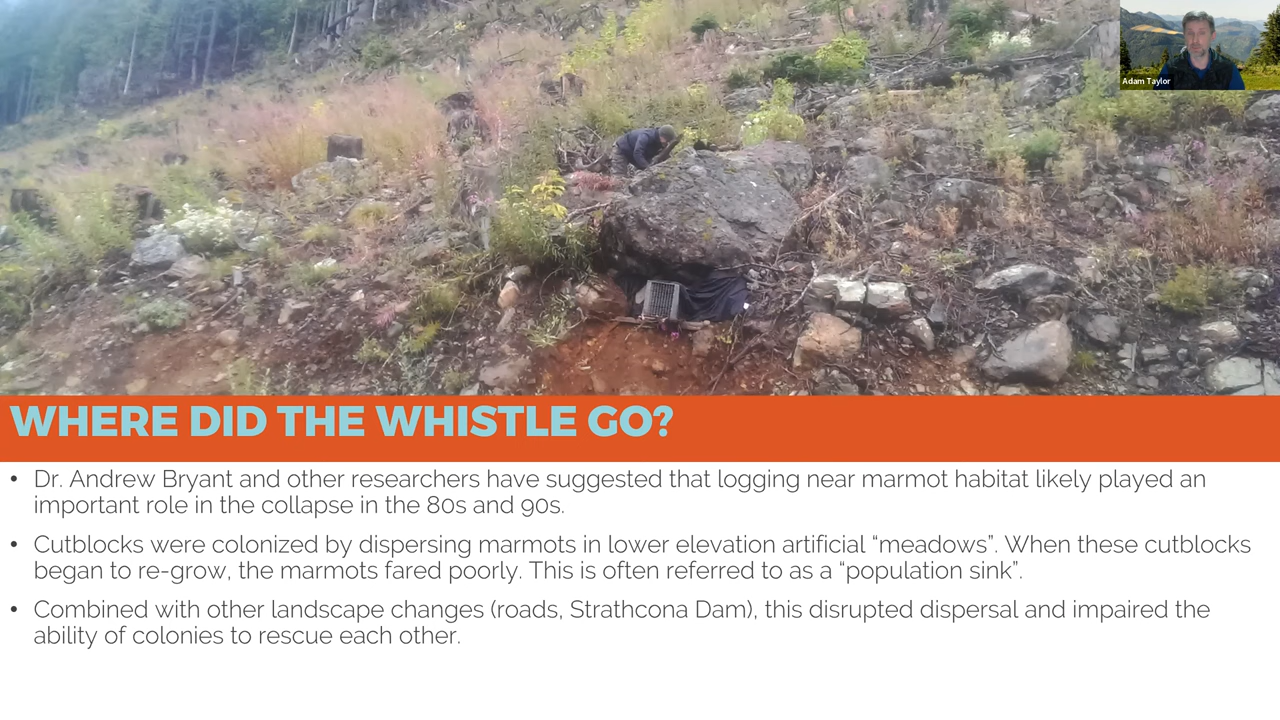 Adam Taylor
WHERE DID THE WHISTLE GO?
• Dr. Andrew Bryant and other researchers have suggested that logging near marmot habitat likely played an
important role in the collapse in the 80s and 90s.
• Cutblocks were colonized by dispersing marmots in lower elevation artificial “meadows”. When these cutblocks
began to re-grow, the marmots fared poorly. This is often referred to as a “population sink”.
• Combined with other landscape changes (roads, Strathcona Dam), this disrupted dispersal and impaired the
ability of colonies to rescue each other.